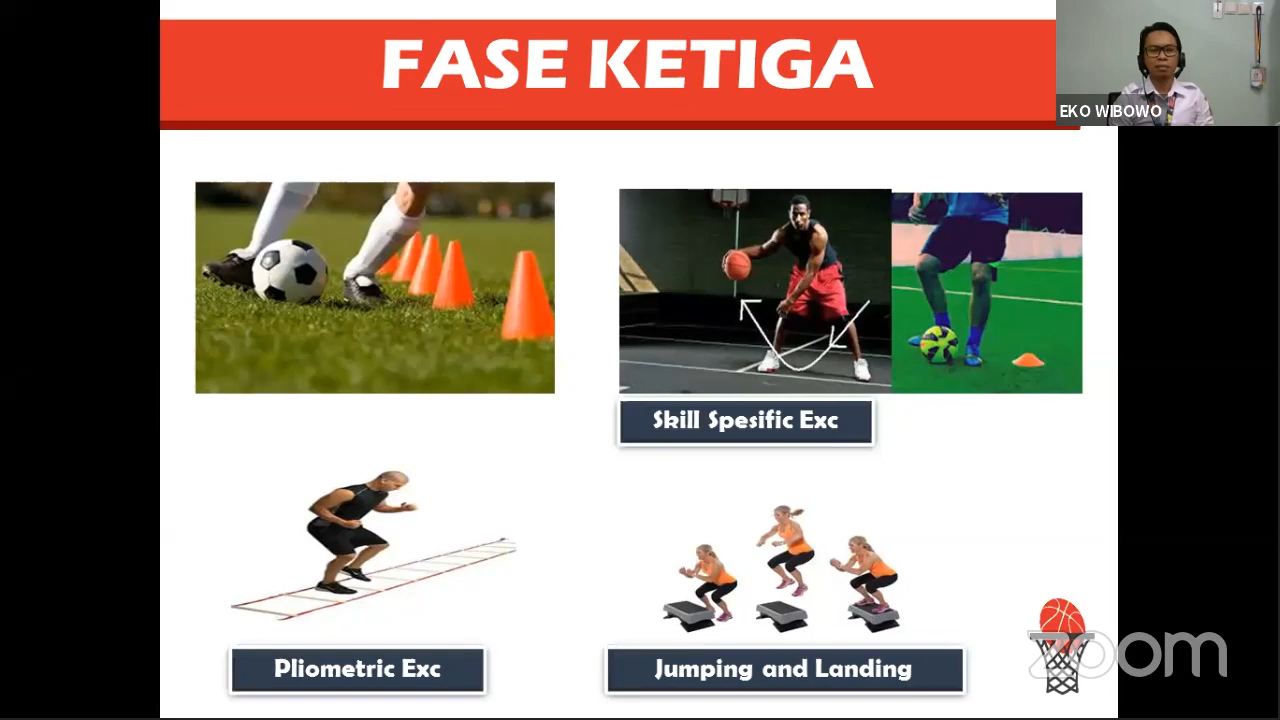 FASE KETIGA
EKO WIBOWO
Skill Spesific Exc
Pliometric Exc
Jumping and Landing
zoom